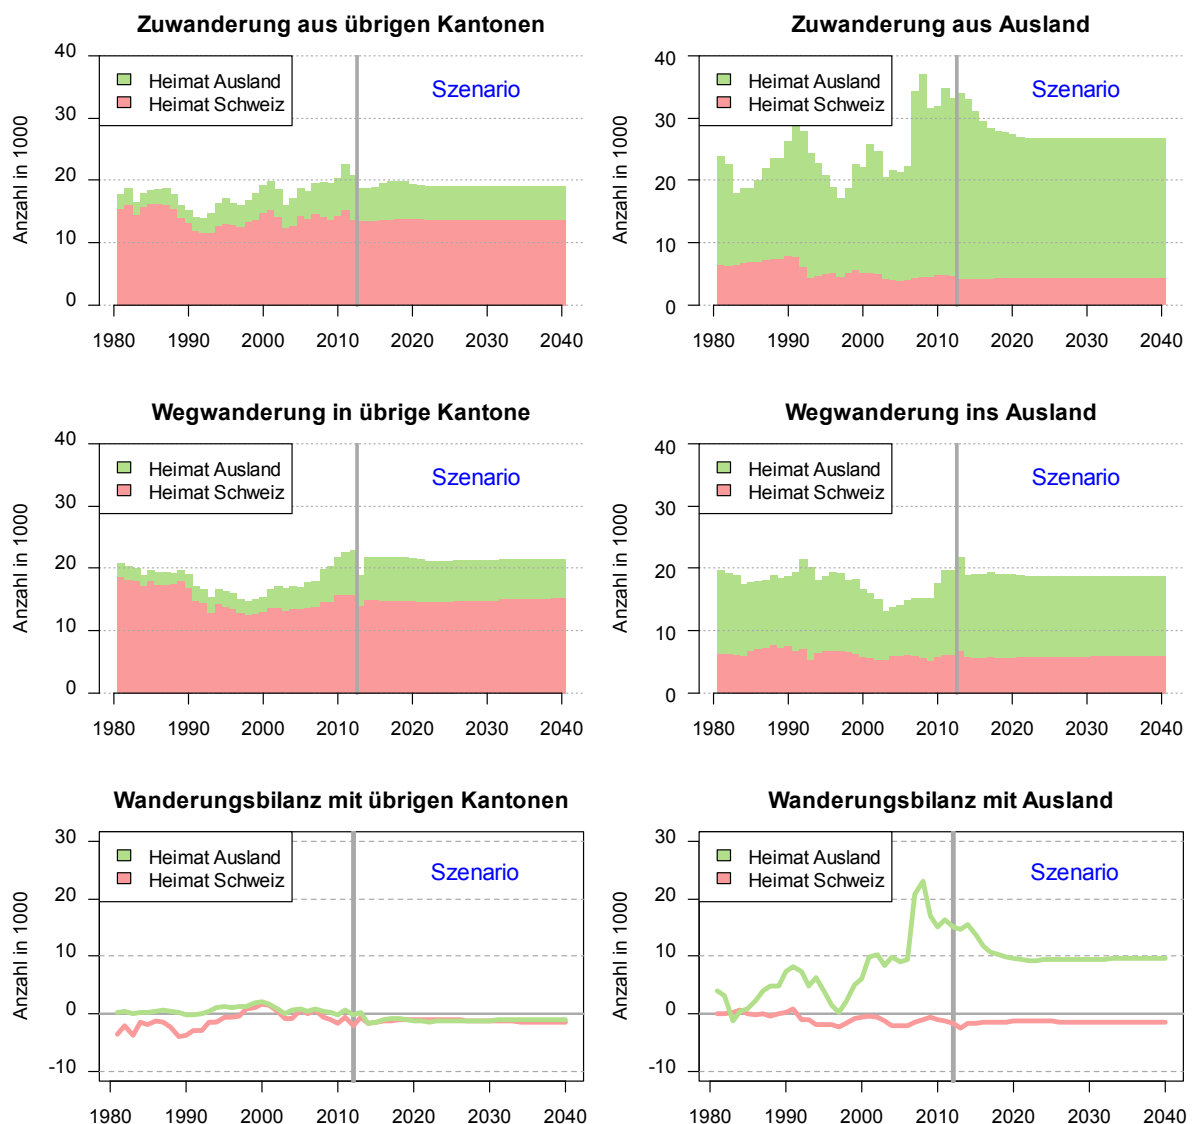 Zuwanderung aus übrigen Kantonen
Anzahl in 1000
40
30
20
10
0
Heimat Ausland
Heimat Schweiz
Szenario
1980 1990 2000 2010 2020 2030 2040
Zuwanderung aus Ausland
Anzahl in 1000
40
30
20
10
0
Heimat Ausland
Heimat Schweiz
Szenario
1980 1990 2000 2010 2020 2030 2040
Wegwanderung in übrige Kantone
Anzahl in 1000
40
30
20
10
0
Heimat Ausland
Heimat Schweiz
Szenario
1980 1990 2000 2010 2020 2030 2040
Wegwanderung ins Ausland
Anzahl in 1000
40
30
20
10
0
Heimat Ausland
Heimat Schweiz
Szenario
1980 1990 2000 2010 2020 2030 2040
Wanderungsbilanz mit übrigen Kantonen
Anzahl in 1000
30
20
10
0
-10
Heimat Ausland
Heimat Schweiz
Szenario
1980 1990 2000 2010 2020 2030 2040
Wanderungsbilanz mit Ausland
Anzahl in 1000
30
20
10
0
-10
Heimat Ausland
Heimat Schweiz
Szenario
1980 1990 2000 2010 2020 2030 2040